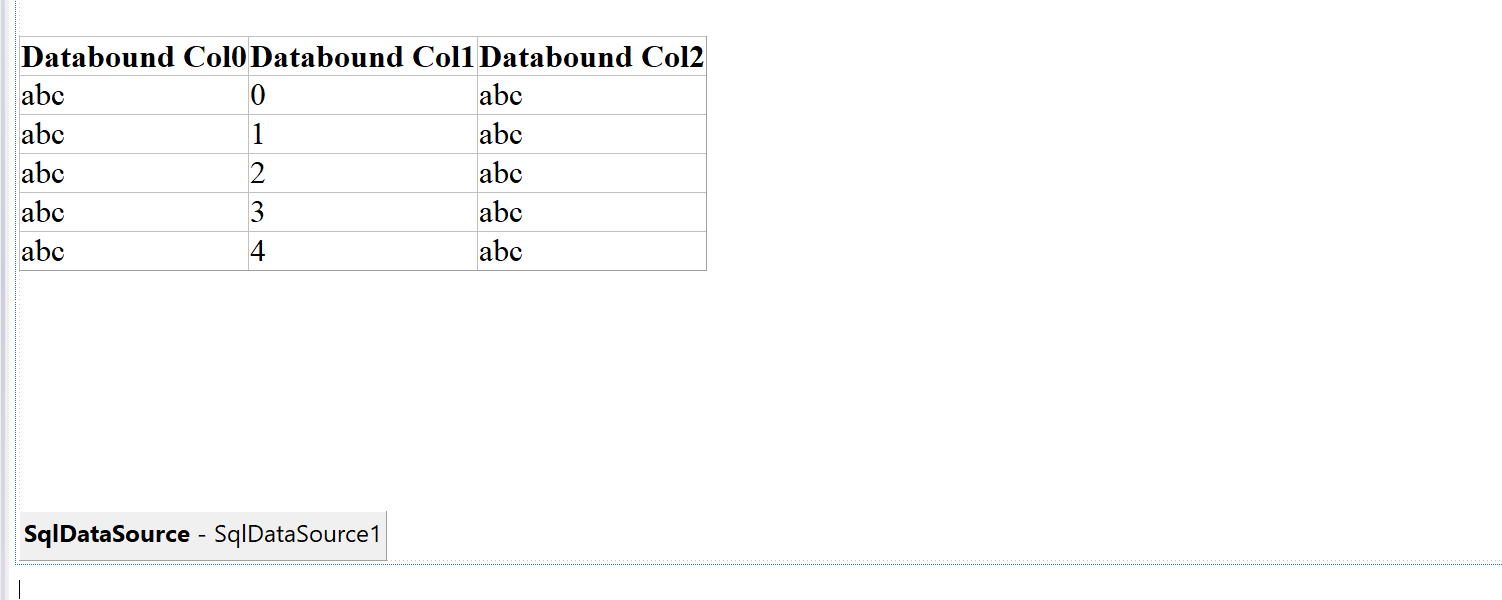 Databound Col0 Databound Col1 Databound Col2
abc 0 abc
abc 1 abc
abc 2 abc
abc 3 abc
abc 4 abc
SqlDataSource - SqlDataSource1